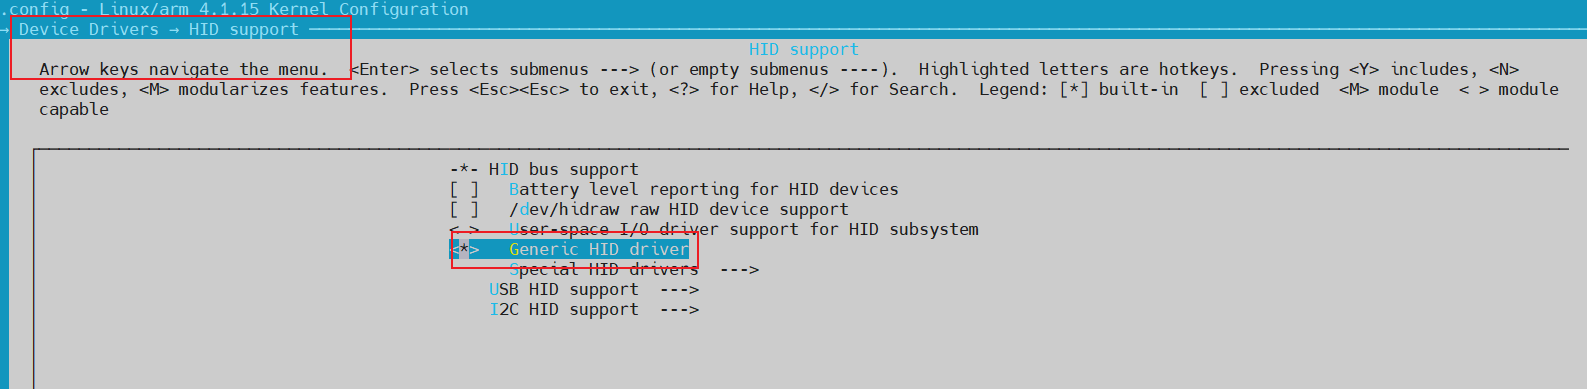 .config - Linux/arm 4.1.15 Kernel Configuration
→ Device Drivers → HID support
HID support
Arrow keys navigate the menu.  <Enter> selects submenus ---> (or empty submenus ----).  Highlighted letters are hotkeys.  Pressing <Y> includes, <N>
excludes, <M> modularizes features.  Press <Esc><Esc> to exit, <?> for Help, </> for Search.  Legend: [*] built-in  [ ] excluded  <M> module  < > module
capable
-*- HID bus support
[ ]   Battery level reporting for HID devices
[ ]   /dev/hidraw raw HID device support
< >   User-space I/O driver support for HID subsystem
<*>   Generic HID driver
Special HID drivers  --->
USB HID support  --->
I2C HID support  --->